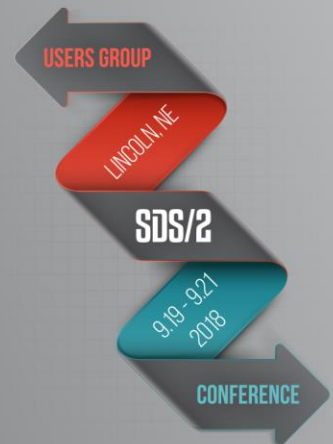 USERS GROUP
LINCOLN, NE
SDS/2
9.19 - 9.21
2018
CONFERENCE